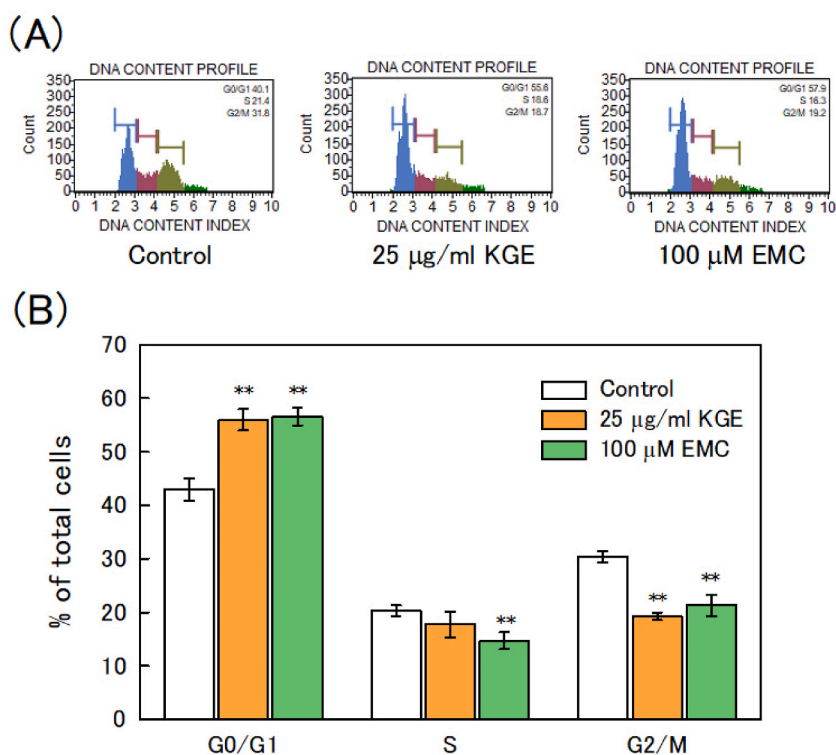 (A)
DNA CONTENT PROFILE
G0/G1 40.1
S 21.4
G2/M 31.8
350
300
250
200
150
100
50
0
Count
0 1 2 3 4 5 6 7 8 9 10
DNA CONTENT INDEX
Control
DNA CONTENT PROFILE
G0/G1 55.6
S 18.6
G2/M 18.7
350
300
250
200
150
100
50
0
Count
0 1 2 3 4 5 6 7 8 9 10
DNA CONTENT INDEX
25 μg/ml KGE
DNA CONTENT PROFILE
G0/G1 57.9
S 16.3
G2/M 19.2
350
300
250
200
150
100
50
0
Count
0 1 2 3 4 5 6 7 8 9 10
DNA CONTENT INDEX
100 μM EMC
(B)
70
60
50
40
30
20
10
0
% of total cells
** **
**
** **
Control
25 μg/ml KGE
100 μM EMC
G0/G1 S G2/M